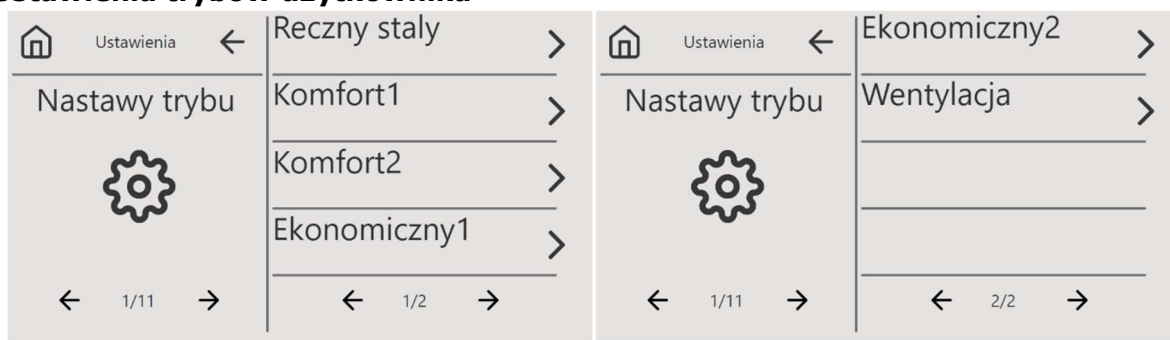 Ustawienia trybów użytkownika
Ustawienia
Nastawy trybu
1/11
Reczny staly
Komfort1
Komfort2
Ekonomiczny1
1/2
Ustawienia
Nastawy trybu
1/11
Ekonomiczny2
Wentylacja
2/2